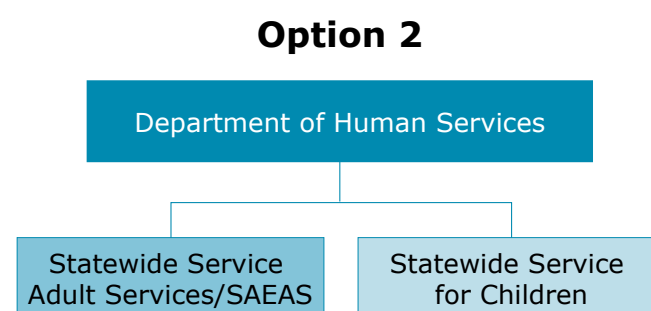 Option 2
Department of Human Services
Statewide Service
Adult Services/SAEAS
Statewide Service
for Children